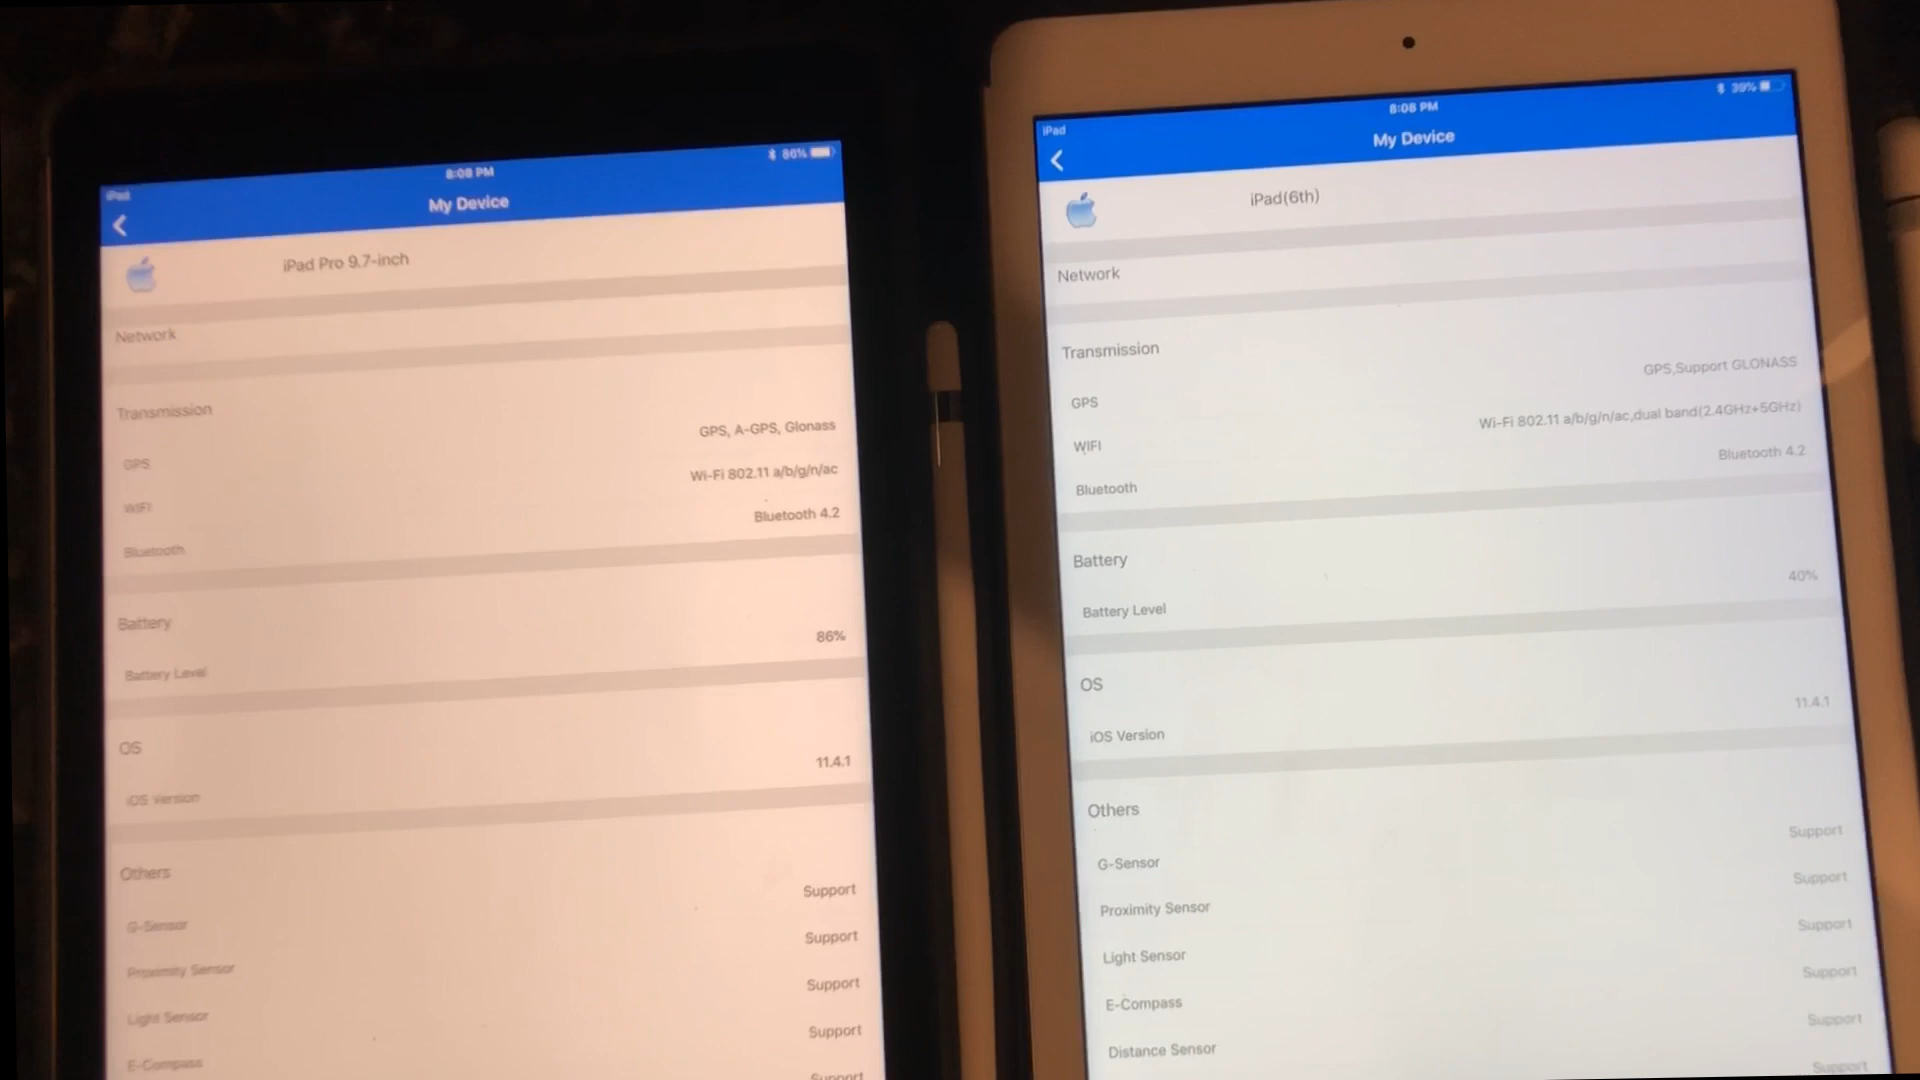 iPad
8:08 PM
86%
My Device
iPad Pro 9.7-inch
Network
Transmission
GPS
GPS, A-GPS, Glonass
WIFI
Wi-Fi 802.11 a/b/g/n/ac
Bluetooth
Bluetooth 4.2
Battery
Battery Level
86%
OS
iOS Version
11.4.1
Others
G-Sensor
Support
Proximity Sensor
Support
Light Sensor
Support
E-Compass
Support
Support
iPad
8:08 PM
39%
My Device
iPad(6th)
Network
Transmission
GPS
GPS,Support GLONASS
WIFI
Wi-Fi 802.11 a/b/g/n/ac,dual band(2.4GHz+5GHz)
Bluetooth
Bluetooth 4.2
Battery
Battery Level
40%
OS
iOS Version
11.4.1
Others
G-Sensor
Support
Proximity Sensor
Support
Light Sensor
Support
E-Compass
Support
Distance Sensor
Support
Support